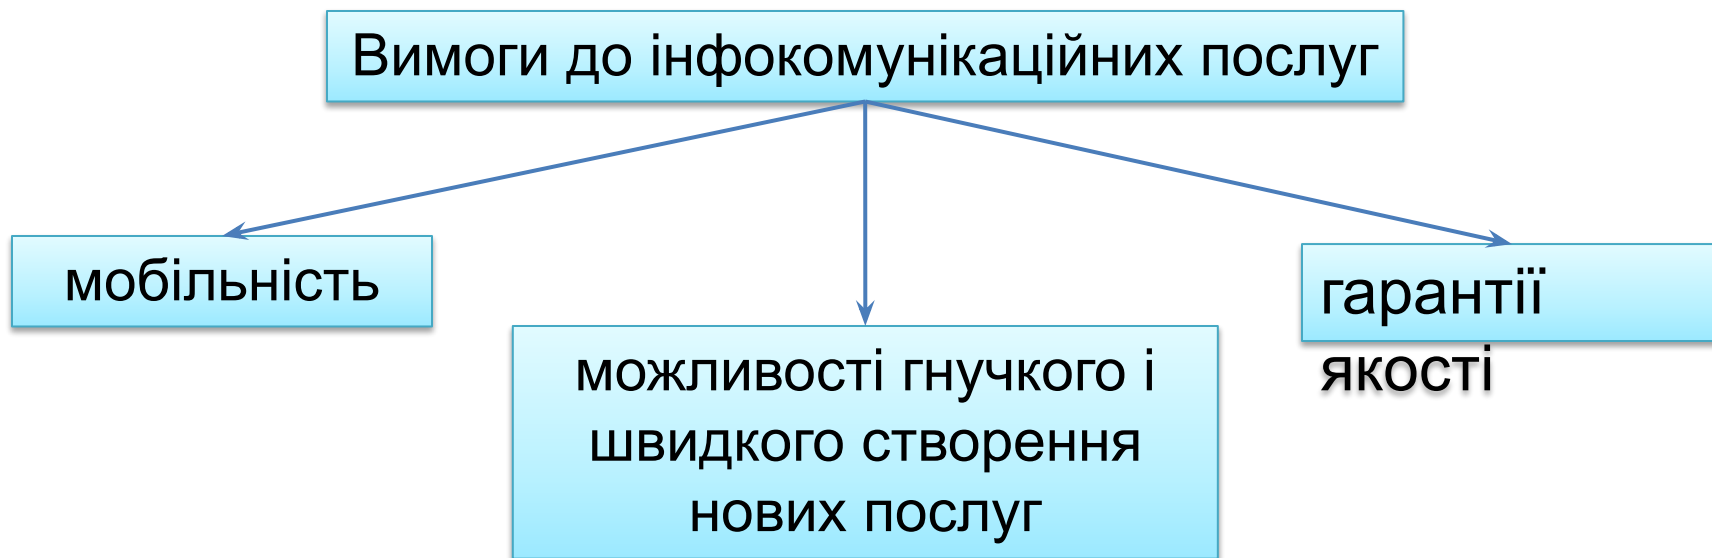 Вимоги до інфокомунікаційних послуг
мобільність
можливості гнучкого і
швидкого створення
нових послуг
гарантії
якості